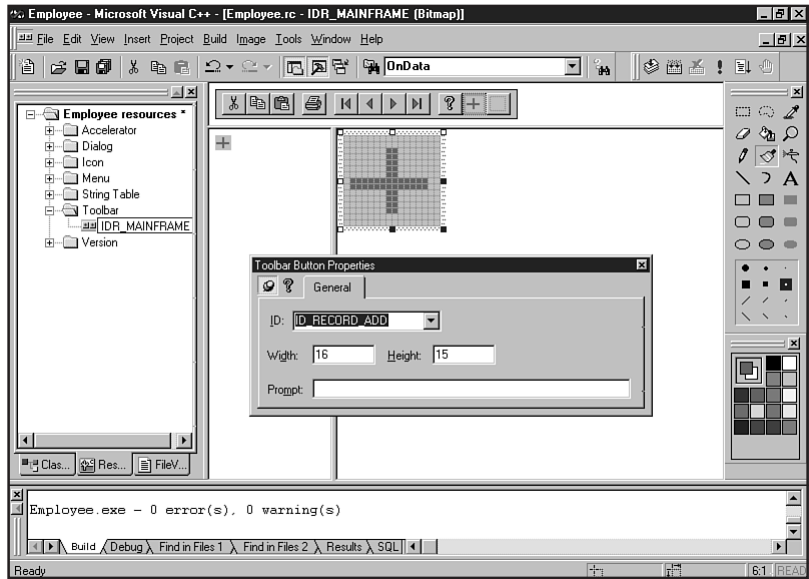 Employee - Microsoft Visual C++ - [Employee.rc - IDR_MAINFRAME (Bitmap)]
File Edit View Insert Project Build Image Tools Window Help
OnData
Employee resources *
Accelerator
Dialog
Icon
Menu
String Table
Toolbar
IDR_MAINFRAME
Version
Toolbar Button Properties
General
ID: ID_RECORD_ADD
Width: 16 Height: 15
Prompt:
Clas... Res... FileV...
Employee.exe - 0 error(s), 0 warning(s)
Build Debug Find in Files 1 Find in Files 2 Results SQL
Ready 6:1 READ